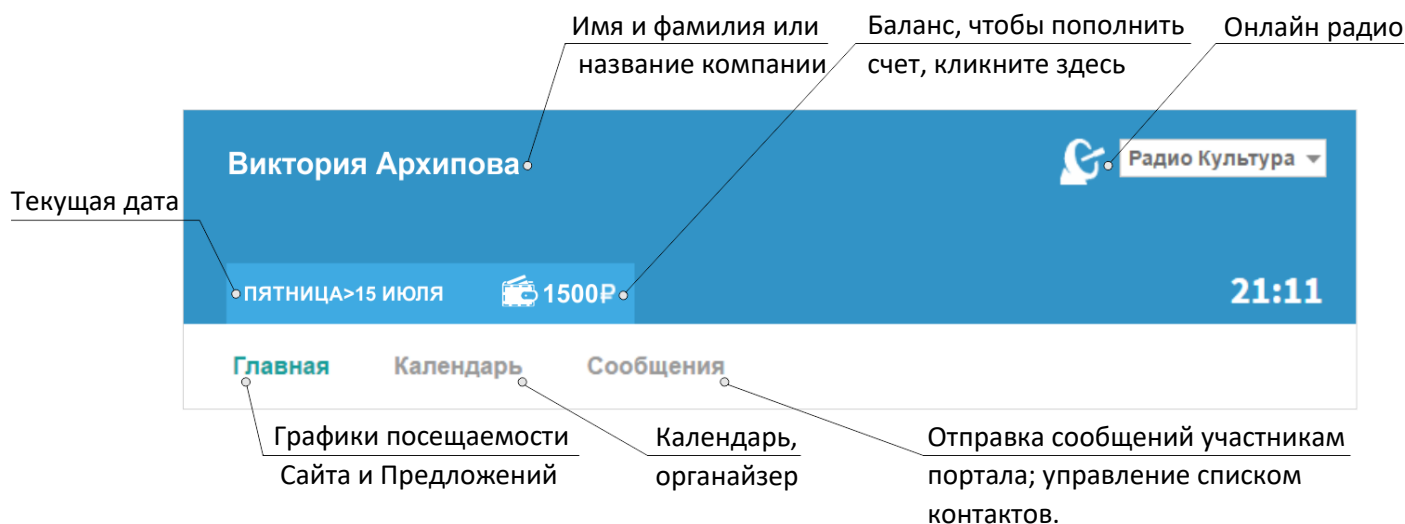 Имя и фамилия или
название компании
Баланс, чтобы пополнить
счет, кликните здесь
Онлайн радио
Виктория Архипова
Радио Культура
Текущая дата
ПЯТНИЦА>15 ИЮЛЯ
1500₽
21:11
Главная
Календарь
Сообщения
Графики посещаемости
Сайта и Предложений
Календарь,
органайзер
Отправка сообщений участникам
портала; управление списком
контактов.